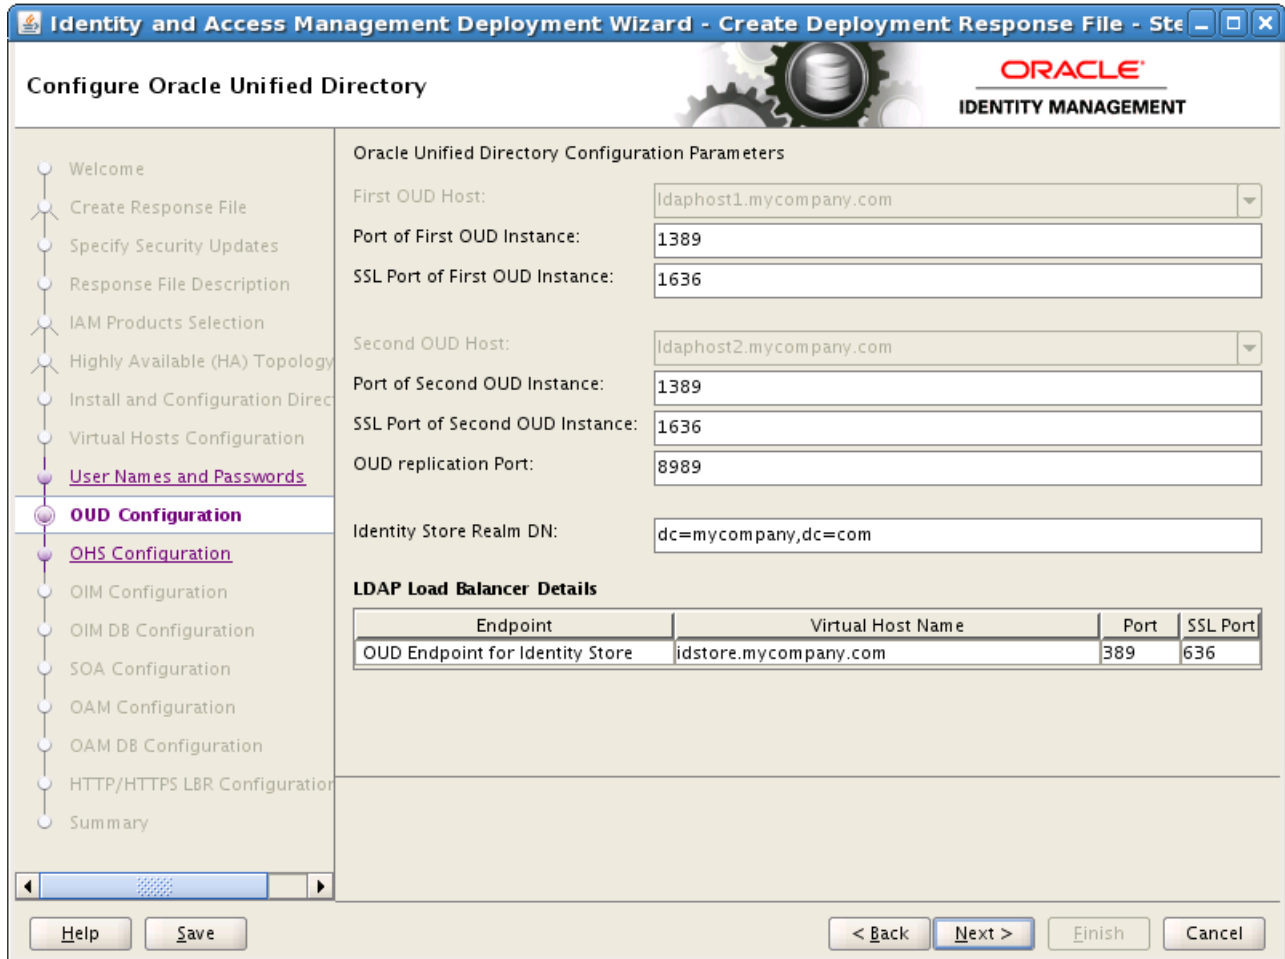 Identity and Access Management Deployment Wizard - Create Deployment Response File - Ste
Configure Oracle Unified Directory
ORACLE
IDENTITY MANAGEMENT
Welcome
Create Response File
Specify Security Updates
Response File Description
IAM Products Selection
Highly Available (HA) Topology
Install and Configuration Direc
Virtual Hosts Configuration
User Names and Passwords
OUD Configuration
OHS Configuration
OIM Configuration
OIM DB Configuration
SOA Configuration
OAM Configuration
OAM DB Configuration
HTTP/HTTPS LBR Configuration
Summary
Oracle Unified Directory Configuration Parameters
First OUD Host: ldaphost1.mycompany.com
Port of First OUD Instance: 1389
SSL Port of First OUD Instance: 1636
Second OUD Host: ldaphost2.mycompany.com
Port of Second OUD Instance: 1389
SSL Port of Second OUD Instance: 1636
OUD replication Port: 8989
Identity Store Realm DN: dc=mycompany,dc=com
LDAP Load Balancer Details
Endpoint Virtual Host Name Port SSL Port
OUD Endpoint for Identity Store idstore.mycompany.com 389 636
Help Save < Back Next > Finish Cancel